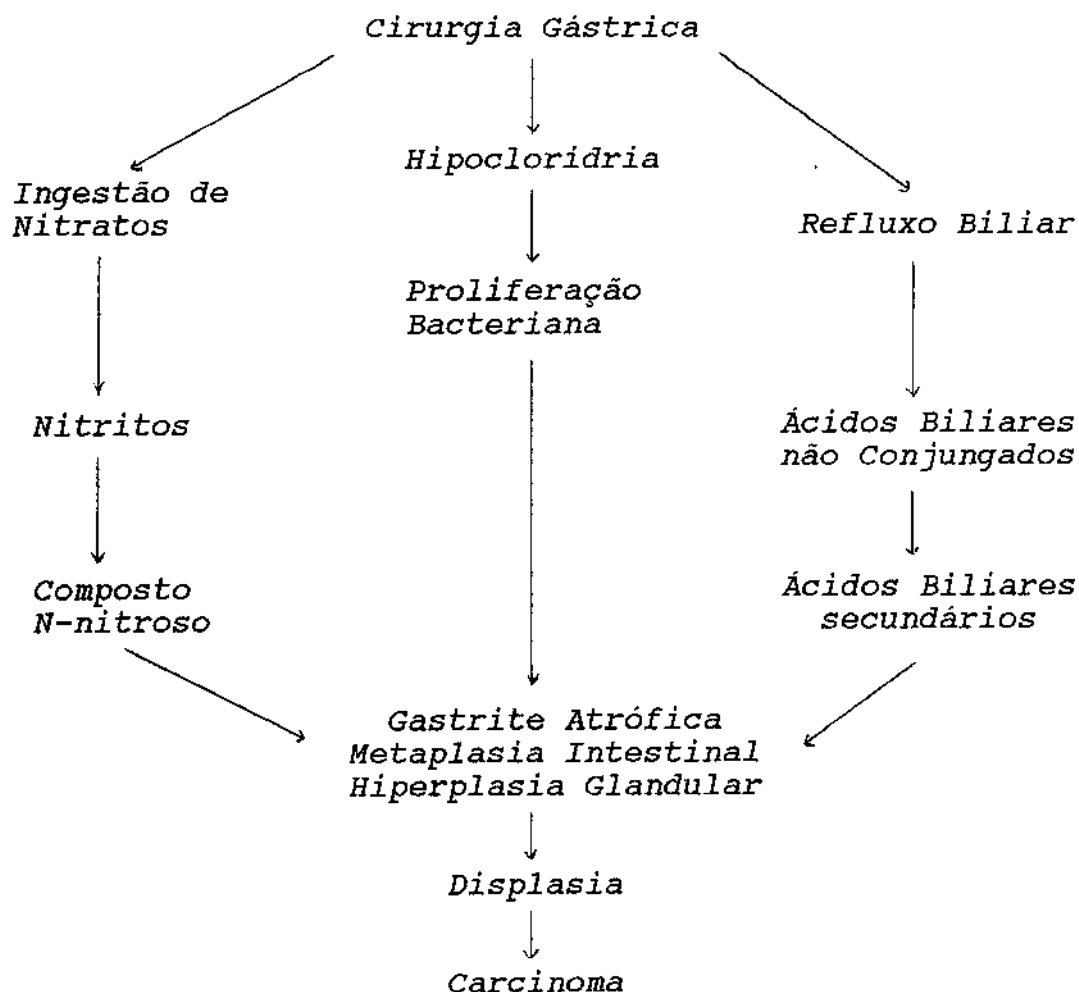 Cirurgia Gástrica
Hipocloridria
Ingestão de
Nitratos
Refluxo Biliar
Proliferação
Bacteriana
Nitritos
Ácidos Biliares
não Conjungados
Composto
N-nitroso
Ácidos Biliares
secundários
Gastrite Atrófica
Metaplasia Intestinal
Hiperplasia Glandular
Displasia
Carcinoma